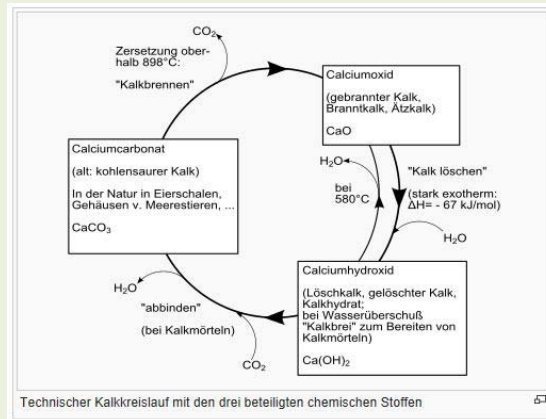 CO2
Zersetzung ober-
halb 898°C:
"Kalkbrennen"
Calciumoxid
(gebrannter Kalk,
Branntkalk, Ätzkalk)
CaO
Calciumcarbonat
(alt: kohlensaurer Kalk)
In der Natur in Eierschalen,
Gehäusen v. Meerestieren, ...
CaCO3
H2O
bei
580°C
"Kalk löschen"
(stark exotherm:
ΔH= - 67 kJ/mol)
H2O
Calciumhydroxid
(Löschkalk, gelöschter Kalk,
Kalkhydrat;
bei Wasserüberschuß
"Kalkbrei" zum Bereiten von
Kalkmörteln)
Ca(OH)2
H2O
"abbinden"
(bei Kalkmörteln)
CO2
Technischer Kalkkreislauf mit den drei beteiligten chemischen Stoffen